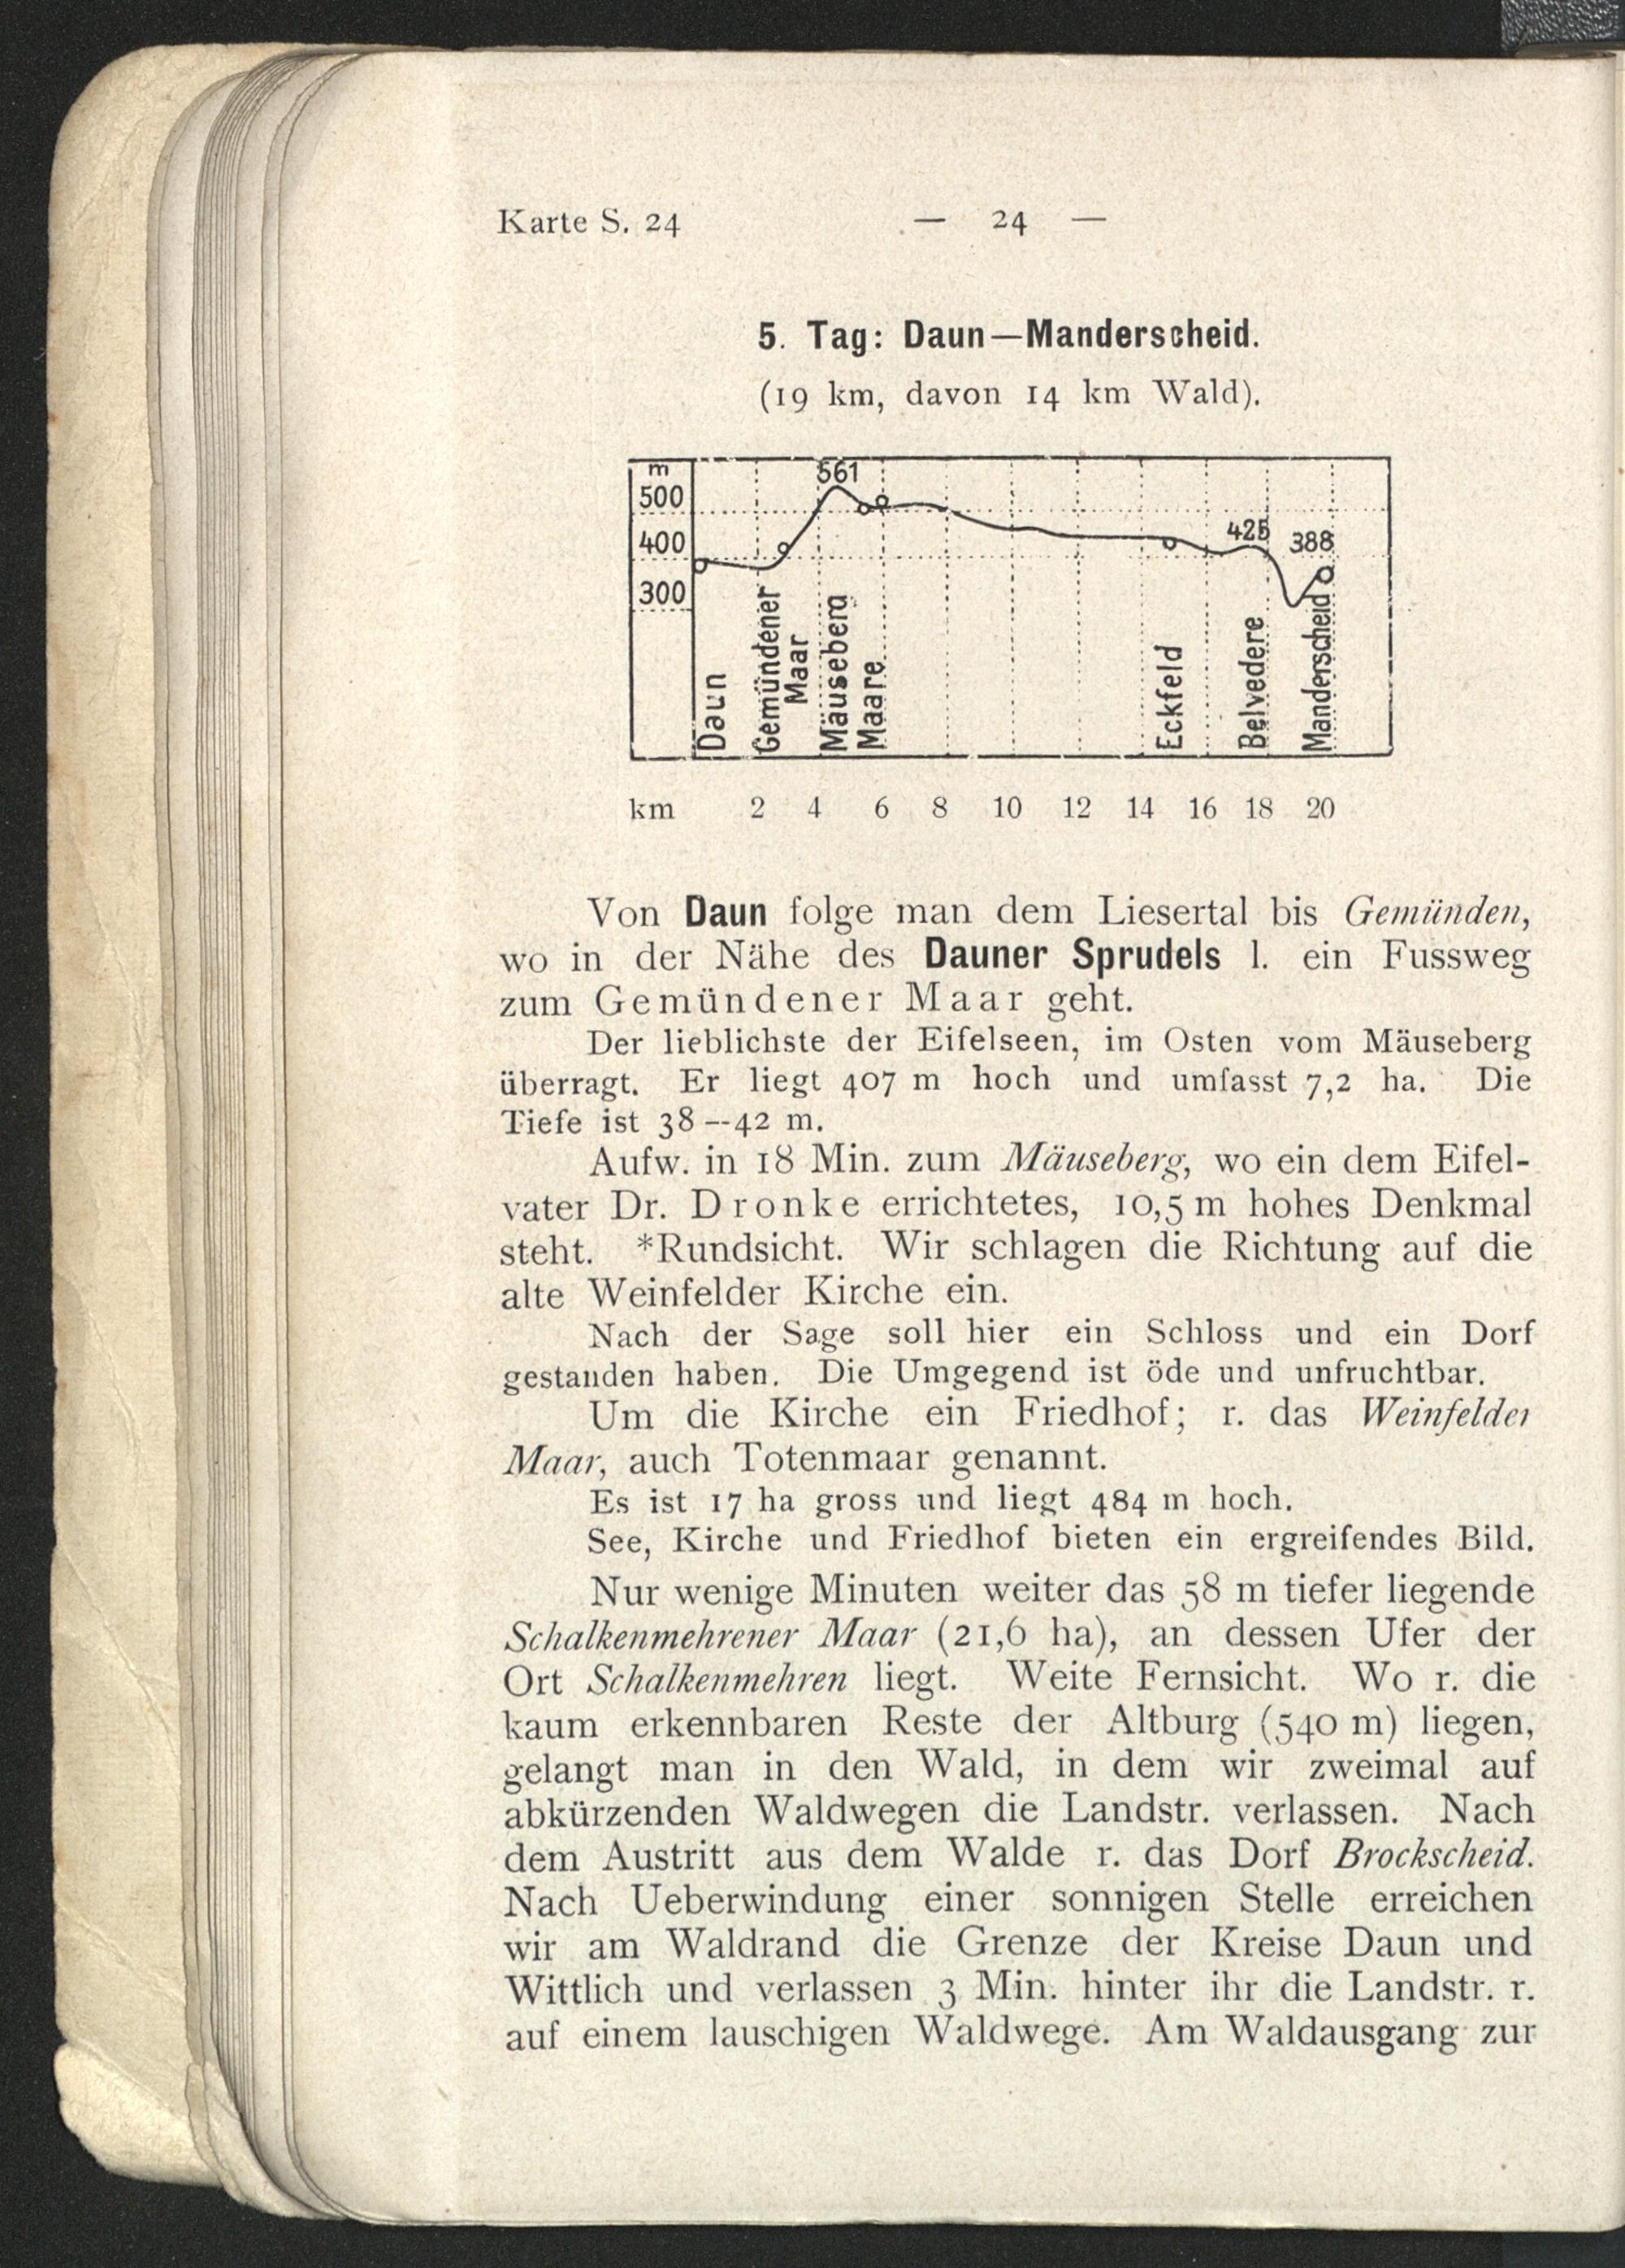 Karte S. 24 — 24 —
5. Tag: Daun—Manderscheid.
(19 km, davon 14 km Wald).
m
500
400
300
561
425
388
Daun
Gemündener
Maar
Mäuseberg
Maare
Eckfeld
Belvedere
Manderscheid
km 2 4 6 8 10 12 14 16 18 20
Von Daun folge man dem Liesertal bis Gemünden,
wo in der Nähe des Dauner Sprudels l. ein Fussweg
zum Gemündener Maar geht.
Der lieblichste der Eifelseen, im Osten vom Mäuseberg
überragt. Er liegt 407 m hoch und umfasst 7,2 ha. Die
Tiefe ist 38—42 m.
Aufw. in 18 Min. zum Mäuseberg, wo ein dem Eifel-
vater Dr. Dronke errichtetes, 10,5 m hohes Denkmal
steht. *Rundsicht. Wir schlagen die Richtung auf die
alte Weinfelder Kirche ein.
Nach der Sage soll hier ein Schloss und ein Dorf
gestanden haben. Die Umgegend ist öde und unfruchtbar.
Um die Kirche ein Friedhof; r. das Weinfelder
Maar, auch Totenmaar genannt.
Es ist 17 ha gross und liegt 484 m hoch.
See, Kirche und Friedhof bieten ein ergreifendes Bild.
Nur wenige Minuten weiter das 58 m tiefer liegende
Schalkenmehrener Maar (21,6 ha), an dessen Ufer der
Ort Schalkenmehren liegt. Weite Fernsicht. Wo r. die
kaum erkennbaren Reste der Altburg (540 m) liegen,
gelangt man in den Wald, in dem wir zweimal auf
abkürzenden Waldwegen die Landstr. verlassen. Nach
dem Austritt aus dem Walde r. das Dorf Brockscheid.
Nach Ueberwindung einer sonnigen Stelle erreichen
wir am Waldrand die Grenze der Kreise Daun und
Wittlich und verlassen 3 Min. hinter ihr die Landstr. r.
auf einem lauschigen Waldwege. Am Waldausgang zur